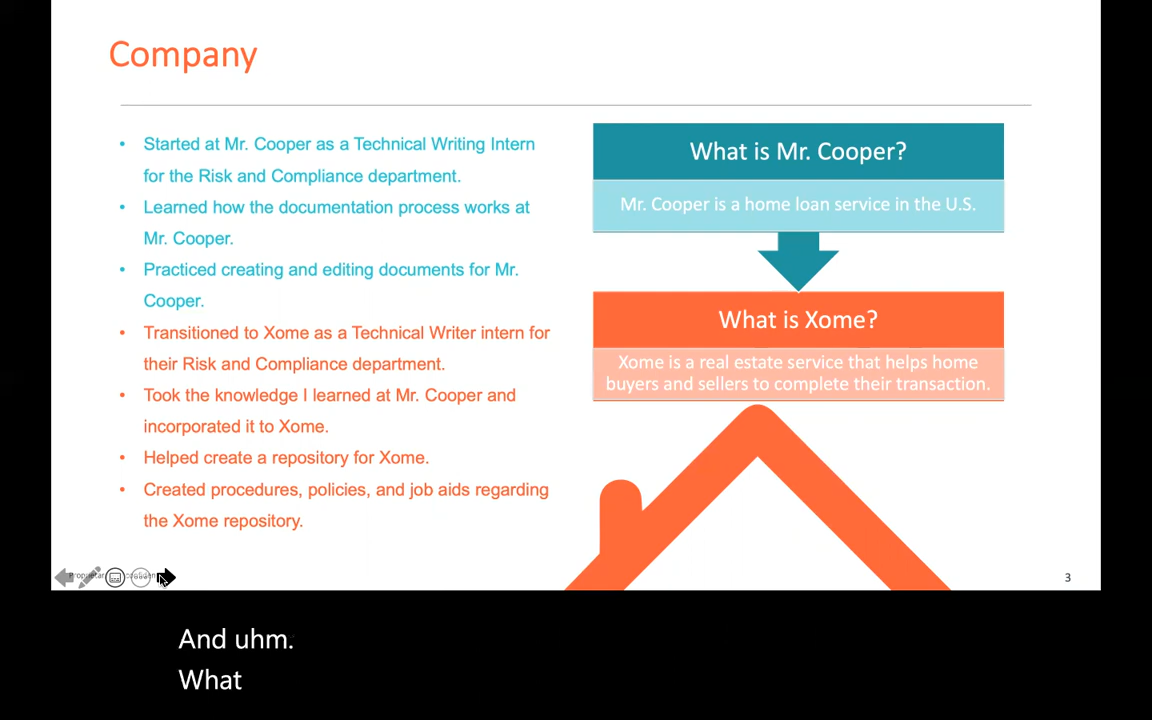 Company
• Started at Mr. Cooper as a Technical Writing Intern
for the Risk and Compliance department.
• Learned how the documentation process works at
Mr. Cooper.
• Practiced creating and editing documents for Mr.
Cooper.
• Transitioned to Xome as a Technical Writer intern for
their Risk and Compliance department.
• Took the knowledge I learned at Mr. Cooper and
incorporated it to Xome.
• Helped create a repository for Xome.
• Created procedures, policies, and job aids regarding
the Xome repository.
What is Mr. Cooper?
Mr. Cooper is a home loan service in the U.S.
What is Xome?
Xome is a real estate service that helps home
buyers and sellers to complete their transaction.
3
And uhm.
What